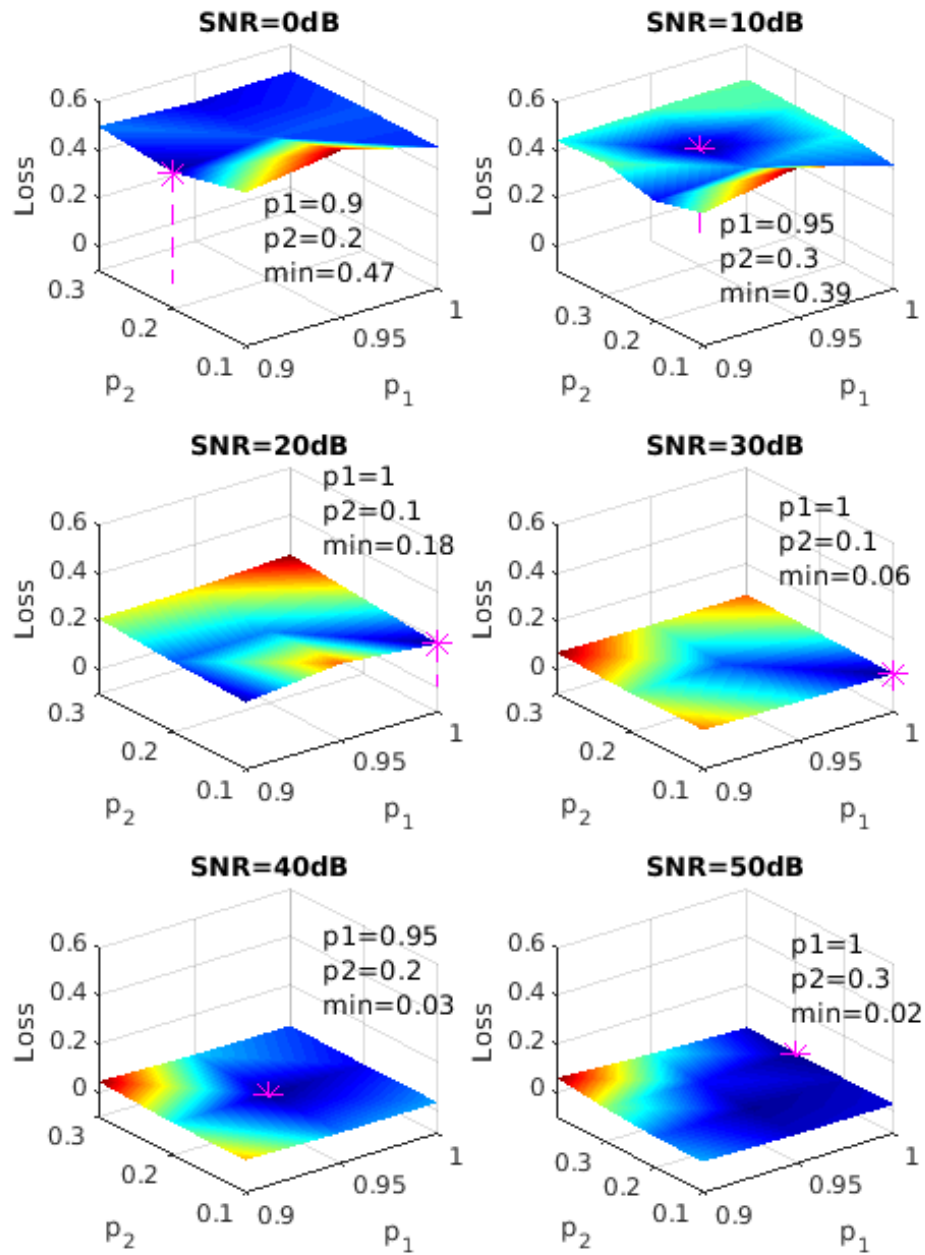 SNR=0dB
0.6
0.4
0.2
0
Loss
p1=0.9
p2=0.2
min=0.47
0.3
0.2
0.1
p2
0.9
0.95
1
p1
SNR=10dB
0.6
0.4
0.2
0
Loss
p1=0.95
p2=0.3
min=0.39
0.3
0.2
0.1
p2
0.9
0.95
1
p1
SNR=20dB
0.6
0.4
0.2
0
Loss
p1=1
p2=0.1
min=0.18
0.3
0.2
0.1
p2
0.9
0.95
1
p1
SNR=30dB
0.6
0.4
0.2
0
Loss
p1=1
p2=0.1
min=0.06
0.3
0.2
0.1
p2
0.9
0.95
1
p1
SNR=40dB
0.6
0.4
0.2
0
Loss
p1=0.95
p2=0.2
min=0.03
0.3
0.2
0.1
p2
0.9
0.95
1
p1
SNR=50dB
0.6
0.4
0.2
0
Loss
p1=1
p2=0.3
min=0.02
0.3
0.2
0.1
p2
0.9
0.95
1
p1